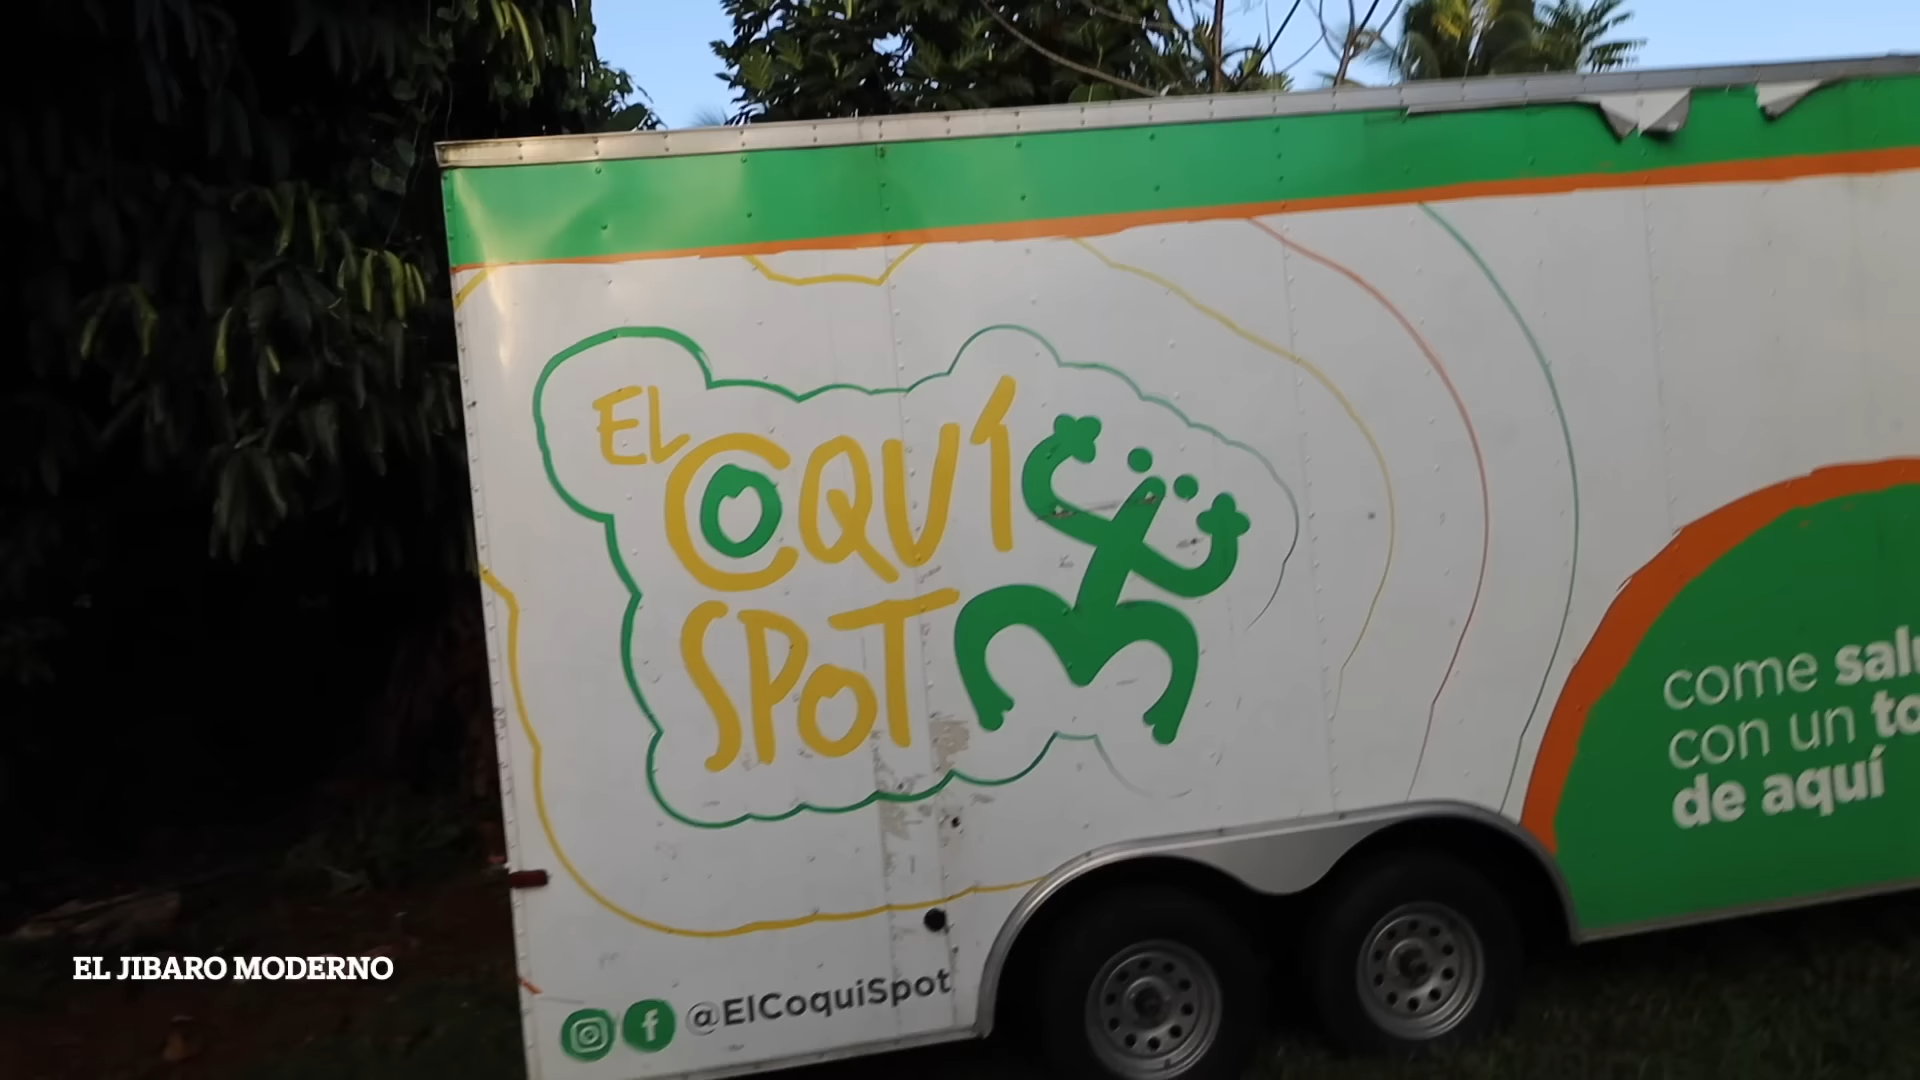 EL
COQUÍ
SPOT
come
con un
de aquí
@ElCoquiSpot
EL JIBARO MODERNO